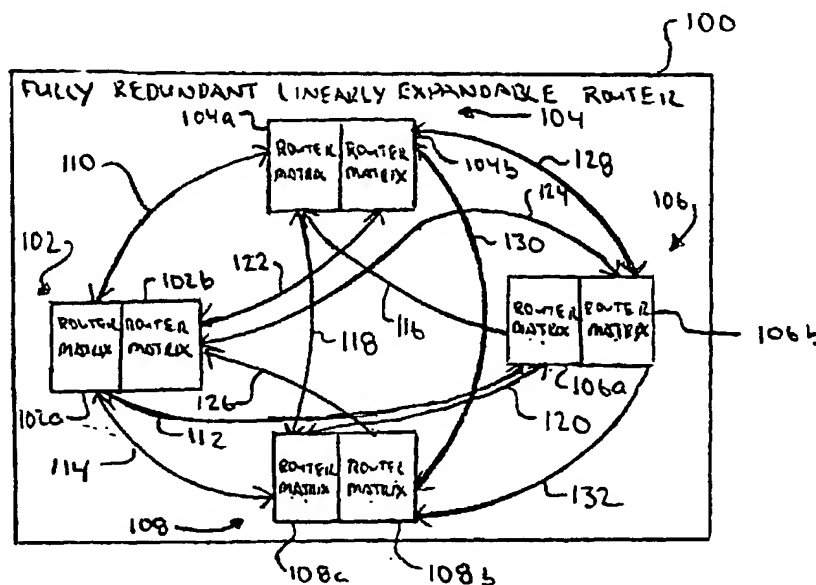 100
FULLY REDUNDANT LINEARLY EXPANDABLE ROUTER
104a
104
ROUTER MATRIX
ROUTER MATRIX
104b
128
110
124
106
102
102b
122
130
ROUTER MATRIX
ROUTER MATRIX
118
116
ROUTER MATRIX
ROUTER MATRIX
106b
126
106a
102a
112
120
114
ROUTER MATRIX
ROUTER MATRIX
132
108
108a
108b